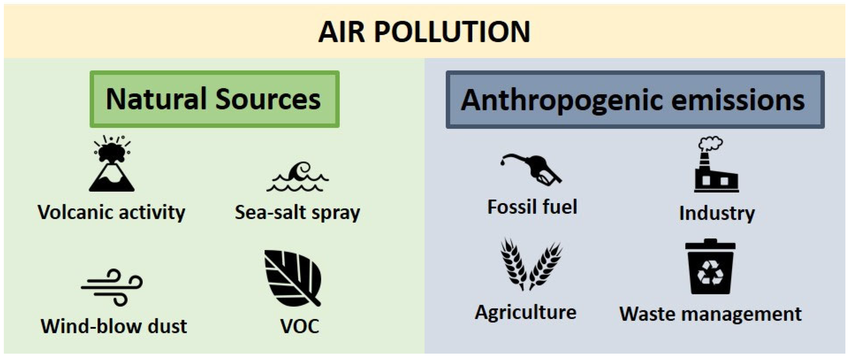 AIR POLLUTION
Natural Sources
Volcanic activity
Sea-salt spray
Wind-blow dust
VOC
Anthropogenic emissions
Fossil fuel
Industry
Agriculture
Waste management